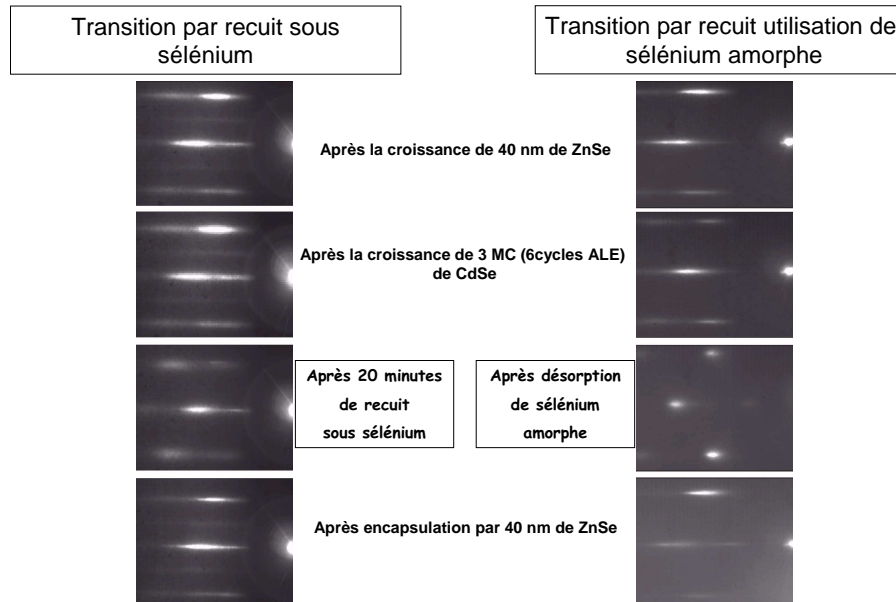 Transition par recuit sous
sélénium
Transition par recuit utilisation de
sélénium amorphe
Après la croissance de 40 nm de ZnSe
Après la croissance de 3 MC (6cycles ALE)
de CdSe
Après 20 minutes
de recuit
sous sélénium
Après désorption
de sélénium
amorphe
Après encapsulation par 40 nm de ZnSe